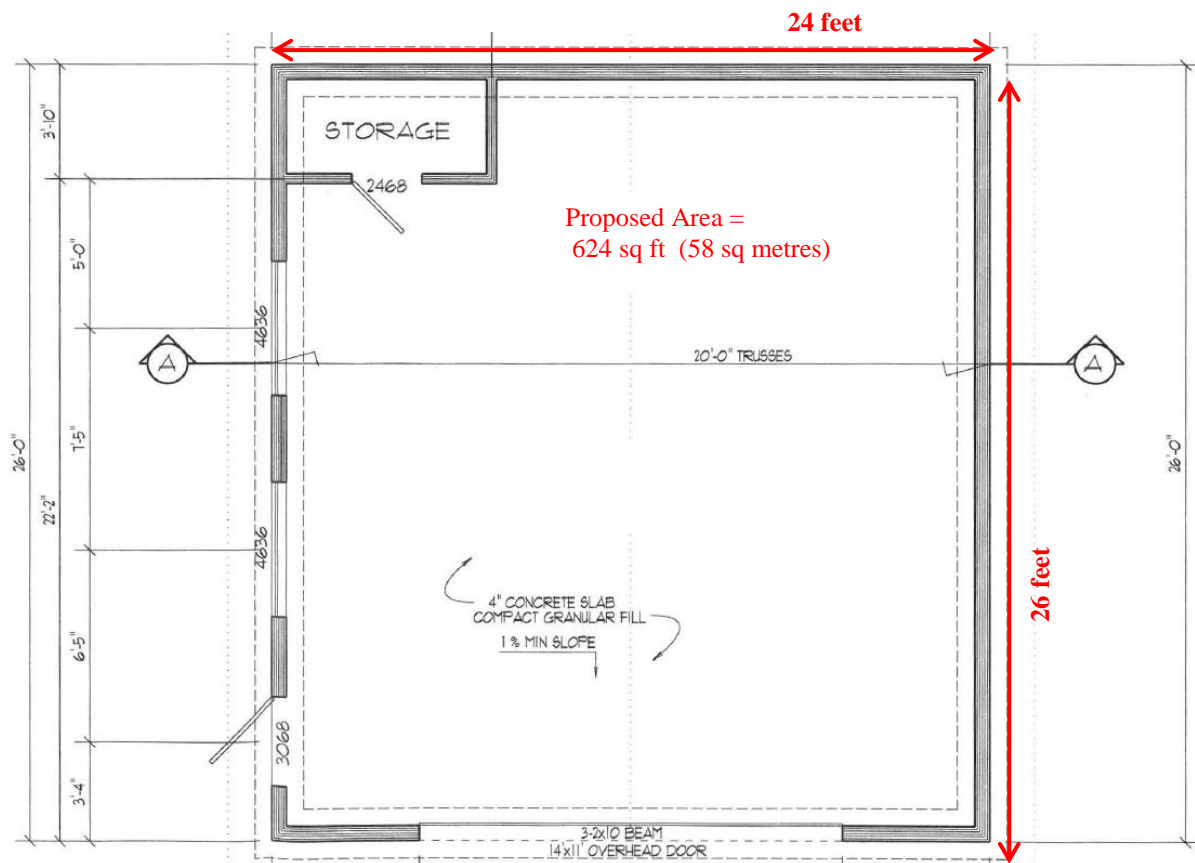 24 feet
STORAGE
2468
Proposed Area =
624 sq ft (58 sq metres)
3'-10"
5'-0"
7'-5"
6'-5"
3'-4"
22'-2"
26'-0"
4636
4636
3068
A
20'-0" TRUSSES
A
26'-0"
26 feet
4" CONCRETE SLAB
COMPACT GRANULAR FILL
1 % MIN SLOPE
3-2x10 BEAM
14'x11' OVERHEAD DOOR